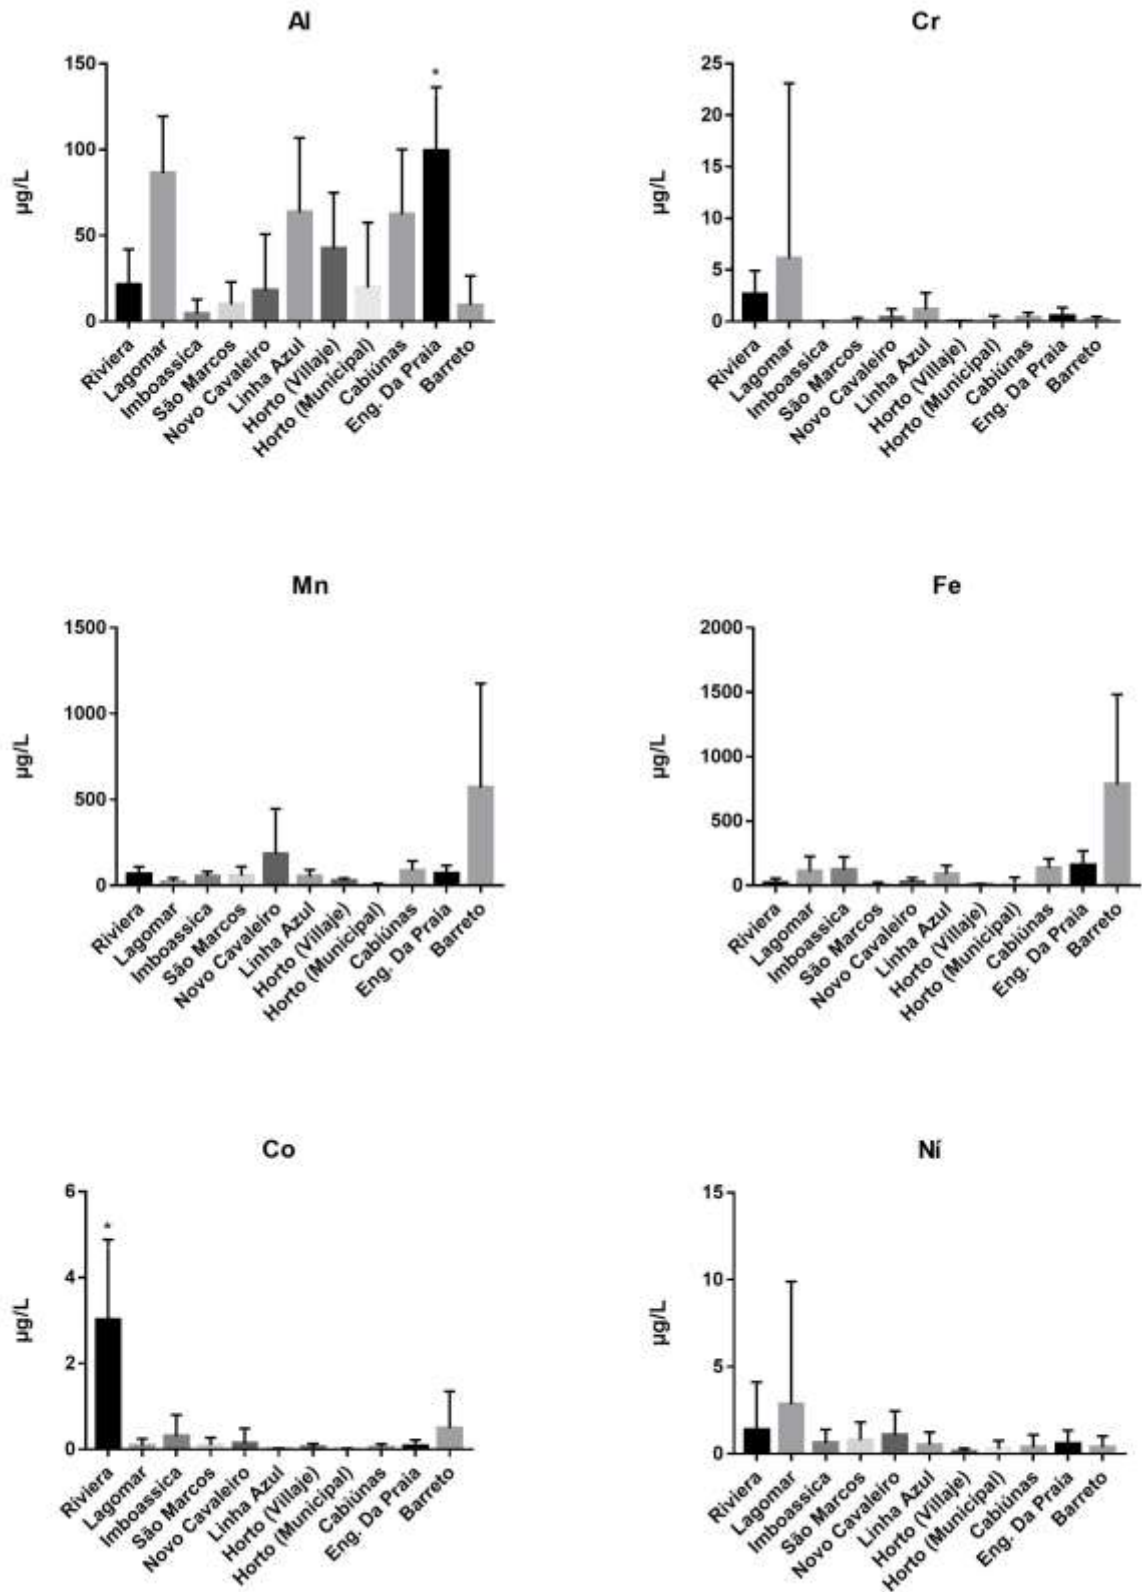 Al
150
100
50
0
µg/L
*
Riviera
Lagomar
Imboassica
São Marcos
Novo Cavaleiro
Linha Azul
Horto (Villaje)
Horto (Municipal)
Cabiúnas
Eng. Da Praia
Barreto
Cr
25
20
15
10
5
0
µg/L
Riviera
Lagomar
Imboassica
São Marcos
Novo Cavaleiro
Linha Azul
Horto (Villaje)
Horto (Municipal)
Cabiúnas
Eng. Da Praia
Barreto
Mn
1500
1000
500
0
µg/L
Riviera
Lagomar
Imboassica
São Marcos
Novo Cavaleiro
Linha Azul
Horto (Villaje)
Horto (Municipal)
Cabiúnas
Eng. Da Praia
Barreto
Fe
2000
1500
1000
500
0
µg/L
Riviera
Lagomar
Imboassica
São Marcos
Novo Cavaleiro
Linha Azul
Horto (Villaje)
Horto (Municipal)
Cabiúnas
Eng. Da Praia
Barreto
Co
6
4
2
0
µg/L
*
Riviera
Lagomar
Imboassica
São Marcos
Novo Cavaleiro
Linha Azul
Horto (Villaje)
Horto (Municipal)
Cabiúnas
Eng. Da Praia
Barreto
Ní
15
10
5
0
µg/L
Riviera
Lagomar
Imboassica
São Marcos
Novo Cavaleiro
Linha Azul
Horto (Villaje)
Horto (Municipal)
Cabiúnas
Eng. Da Praia
Barreto